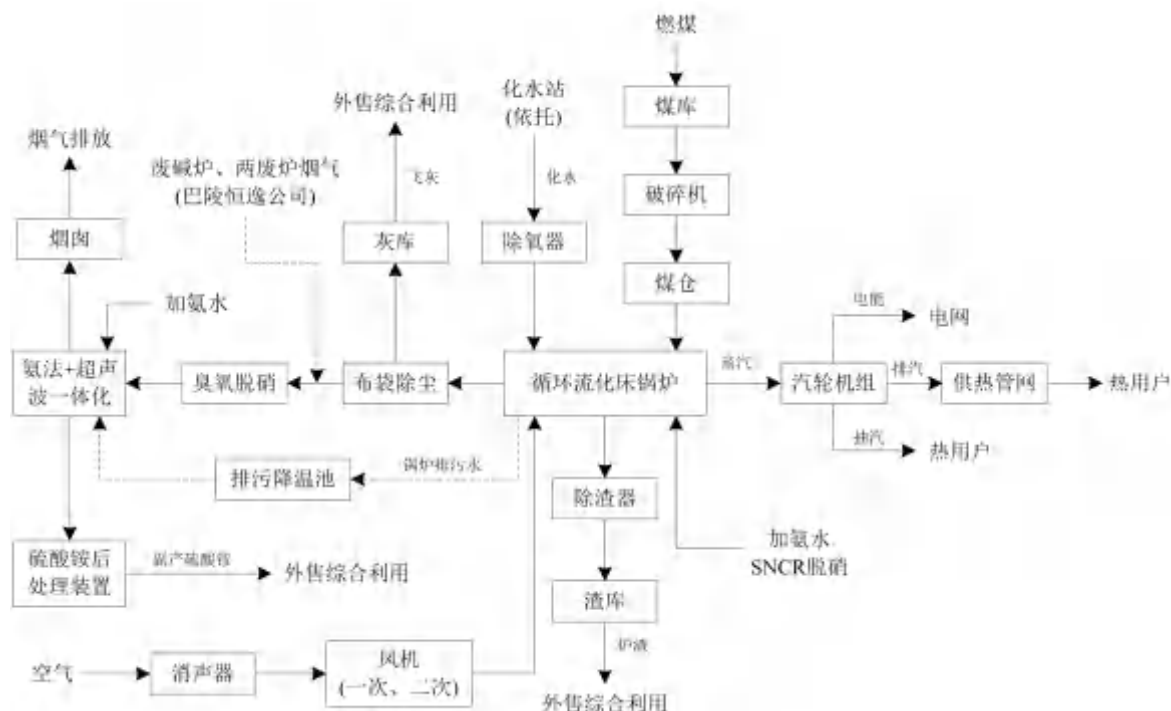 燃煤
化水站
(依托)
煤库
外售综合利用
烟气排放
废碱炉、两废炉烟气
(巴陵恒逸公司)
飞灰
化水
破碎机
烟囱
灰库
除氧器
煤仓
加氨水
电能
电网
氨法+超声
波一体化
臭氧脱硝
布袋除尘
循环流化床锅炉
蒸汽
汽轮机组
排汽
供热管网
热用户
抽汽
热用户
锅炉排污水
排污降温池
除渣器
加氨水
SNCR脱硝
硫酸铵后
处理装置
副产硫酸铵
外售综合利用
渣库
炉渣
空气
消声器
风机
(一次、二次)
外售综合利用